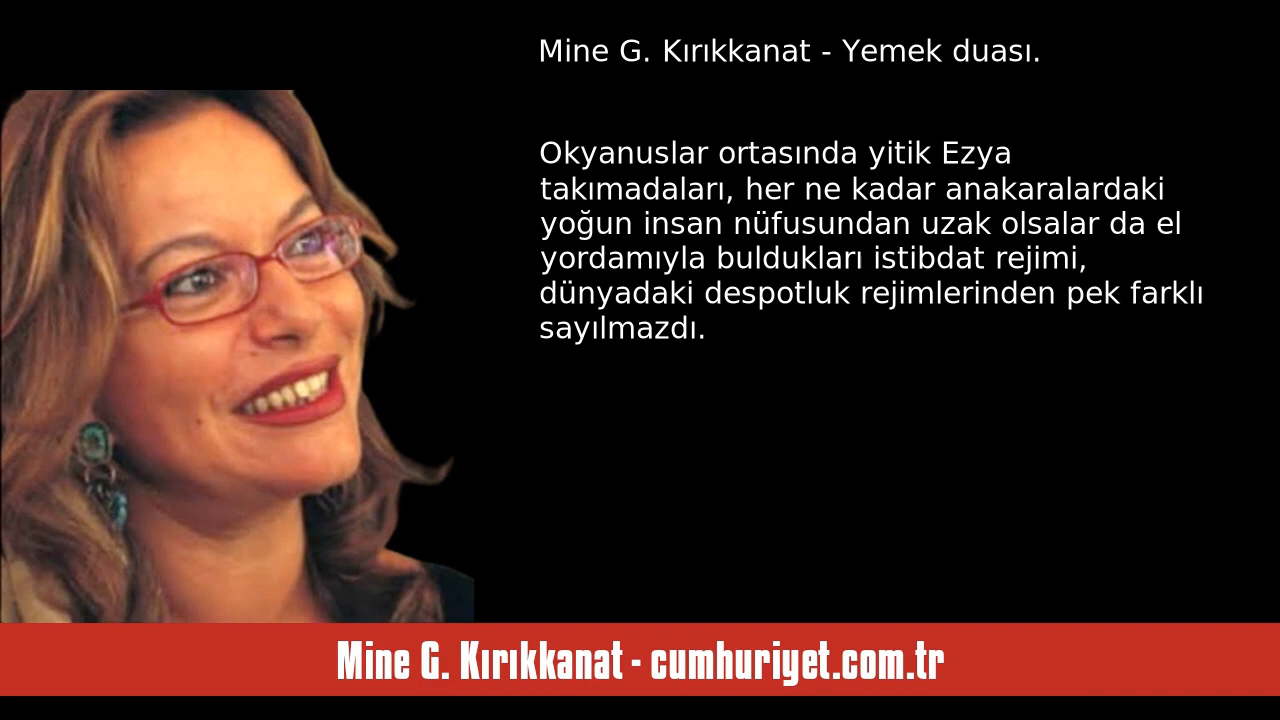 Mine G. Kırıkkanat - Yemek duası.
Okyanuslar ortasında yitik Ezya
takımadaları, her ne kadar anakaralardaki
yoğun insan nüfusundan uzak olsalar da el
yordamıyla buldukları istibdat rejimi,
dünyadaki despotluk rejimlerinden pek farklı
sayılmazdı.
Mine G. Kırıkkanat - cumhuriyet.com.tr